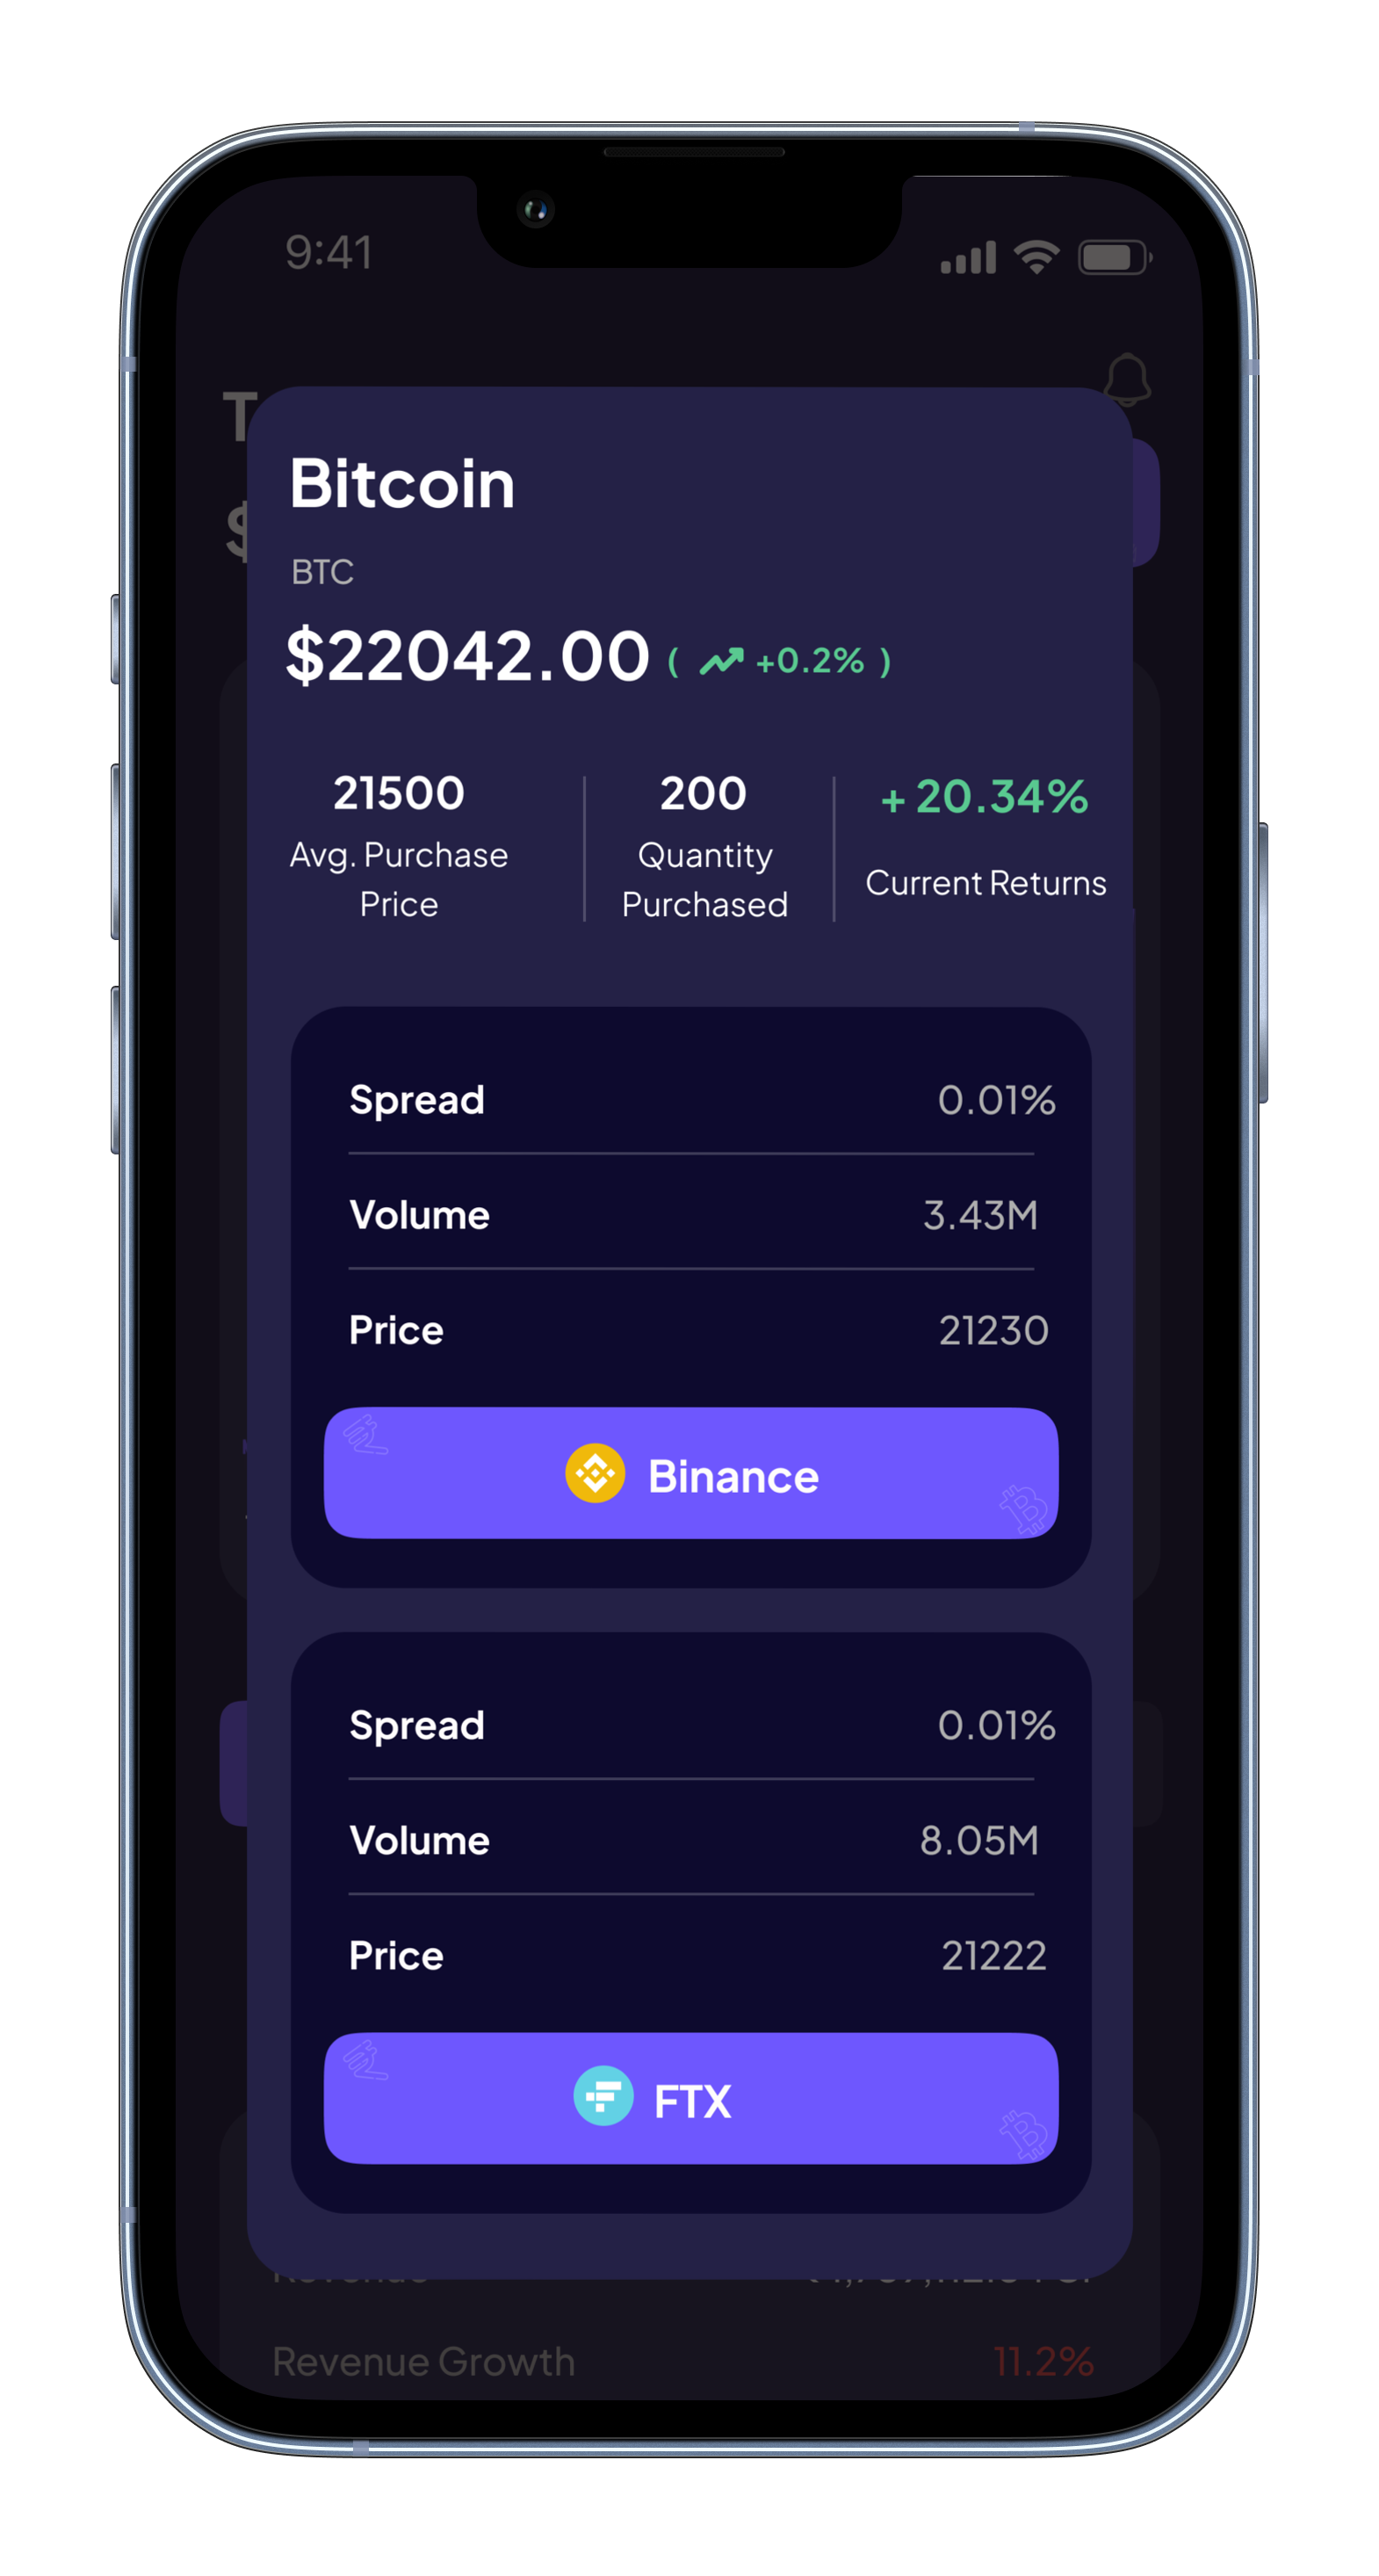 9:41
T
$
Bitcoin
BTC
$22042.00 ( +0.2% )
21500
Avg. Purchase
Price
200
Quantity
Purchased
+ 20.34%
Current Returns
Spread 0.01%
Volume 3.43M
Price 21230
Binance
Spread 0.01%
Volume 8.05M
Price 21222
FTX
Revenue Growth 11.2%